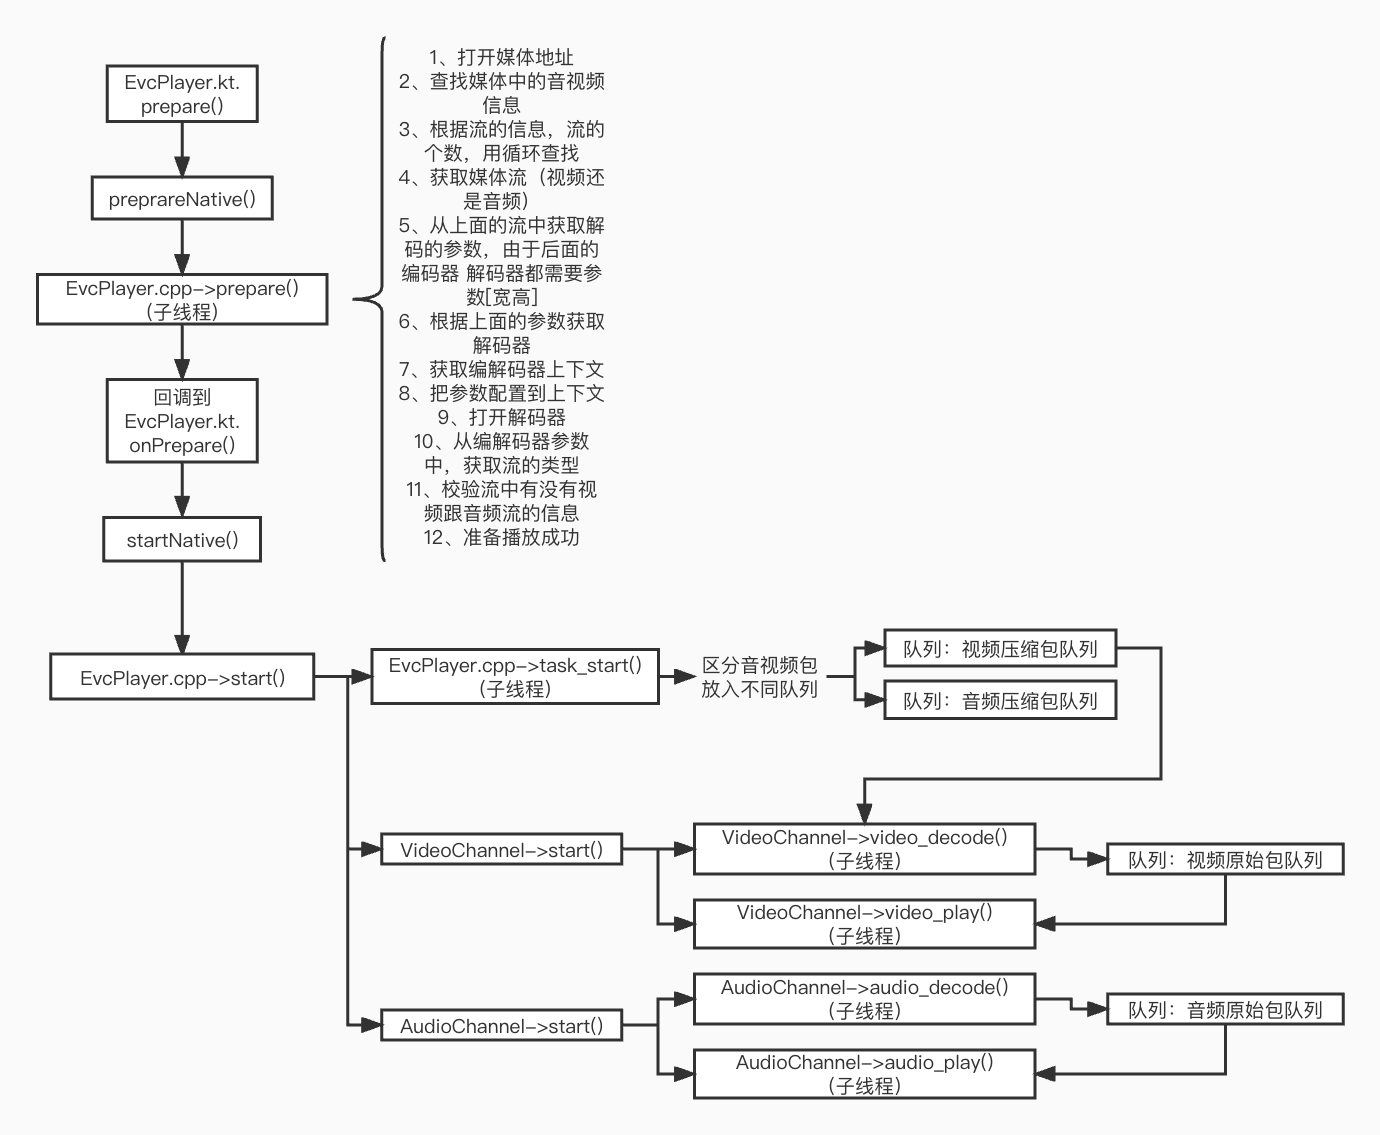 EvcPlayer.kt.
prepare()
preprareNative()
EvcPlayer.cpp->prepare()
(子线程)
回调到
EvcPlayer.kt.
onPrepare()
startNative()
EvcPlayer.cpp->start()
1、打开媒体地址
2、查找媒体中的音视频
信息
3、根据流的信息，流的
个数，用循环查找
4、获取媒体流（视频还
是音频）
5、从上面的流中获取解
码的参数，由于后面的
编码器 解码器都需要参
数[宽高]
6、根据上面的参数获取
解码器
7、获取编解码器上下文
8、把参数配置到上下文
9、打开解码器
10、从编解码器参数
中，获取流的类型
11、校验流中有没有视
频跟音频流的信息
12、准备播放成功
EvcPlayer.cpp->task_start()
(子线程)
区分音视频包
放入不同队列
队列：视频压缩包队列
队列：音频压缩包队列
VideoChannel->start()
VideoChannel->video_decode()
(子线程)
队列：视频原始包队列
VideoChannel->video_play()
(子线程)
AudioChannel->start()
AudioChannel->audio_decode()
(子线程)
队列：音频原始包队列
AudioChannel->audio_play()
(子线程)